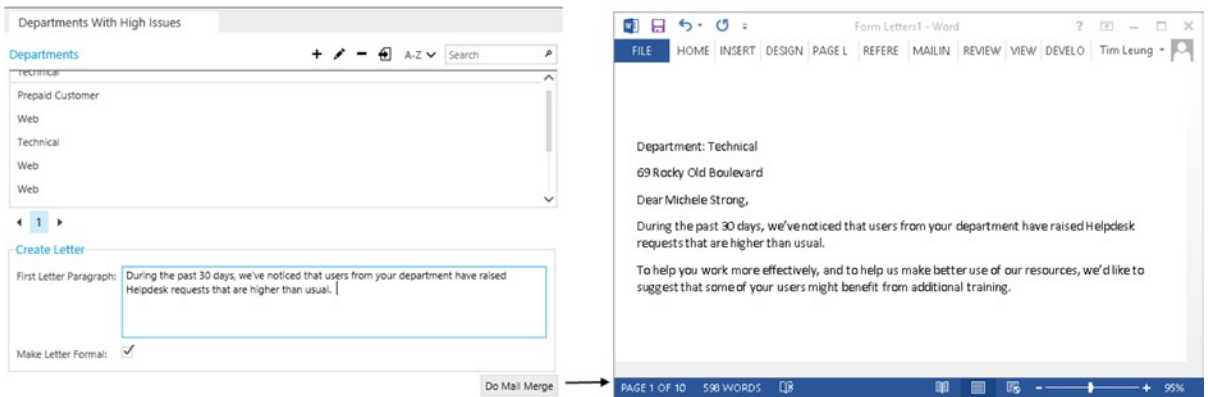 Departments With High Issues
Departments
A-Z
Search
Technical
Prepaid Customer
Web
Technical
Web
Web
1
Create Letter
First Letter Paragraph:
During the past 30 days, we've noticed that users from your department have raised
Helpdesk requests that are higher than usual.
Make Letter Formal:
Do Mail Merge
Form Letters1 - Word
?
FILE HOME INSERT DESIGN PAGE L REFERE MAILIN REVIEW VIEW DEVELO Tim Leung
Department: Technical
69 Rocky Old Boulevard
Dear Michele Strong,
During the past 30 days, we've noticed that users from your department have raised Helpdesk
requests that are higher than usual.
To help you work more effectively, and to help us make better use of our resources, we'd like to
suggest that some of your users might benefit from additional training.
PAGE 1 OF 10 598 WORDS 95%